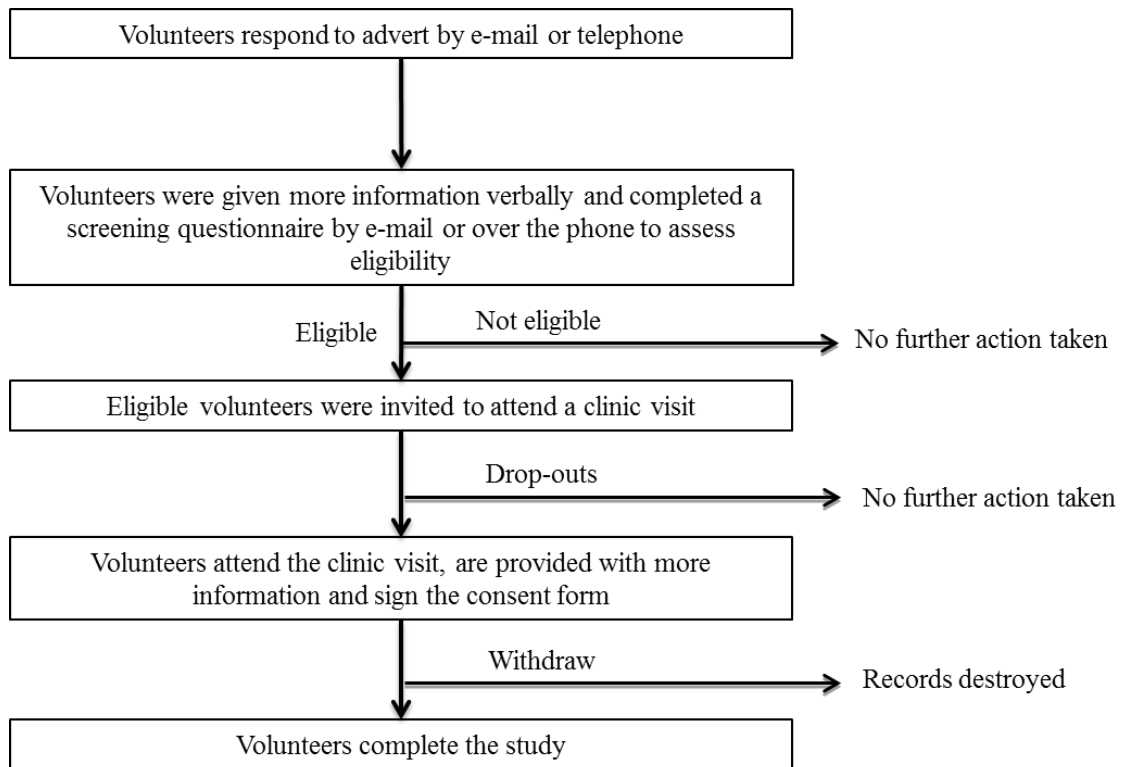 Volunteers respond to advert by e-mail or telephone
Volunteers were given more information verbally and completed a
screening questionnaire by e-mail or over the phone to assess
eligibility
Eligible
Not eligible
No further action taken
Eligible volunteers were invited to attend a clinic visit
Drop-outs
No further action taken
Volunteers attend the clinic visit, are provided with more
information and sign the consent form
Withdraw
Records destroyed
Volunteers complete the study